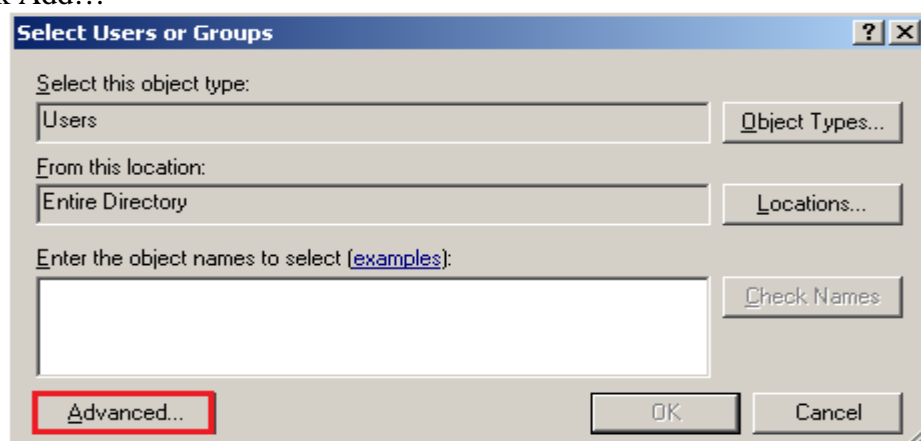 Add…
Select Users or Groups
Select this object type:
Users
Object Types...
From this location:
Entire Directory
Locations...
Enter the object names to select (examples):
Check Names
Advanced...
OK
Cancel